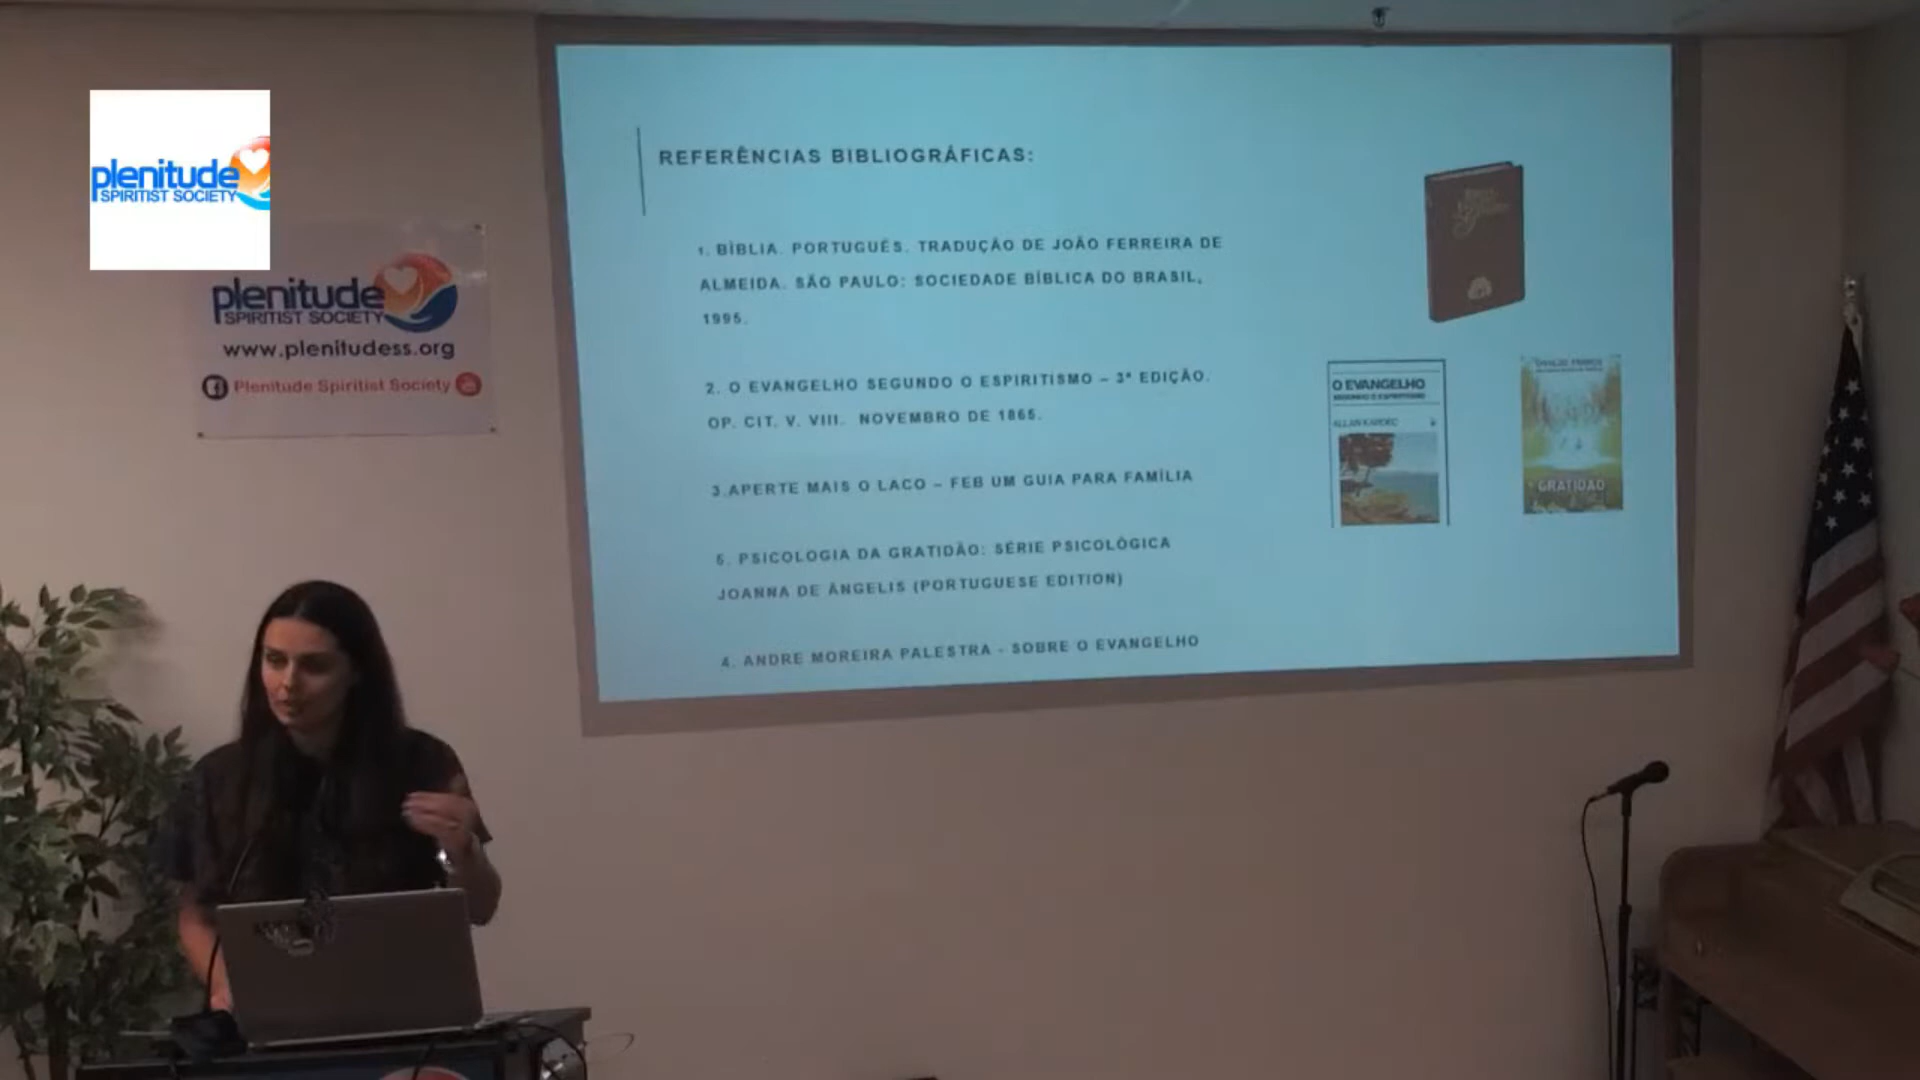 plenitude
SPIRITIST SOCIETY
plenitude
SPIRITIST SOCIETY
www.plenitudess.org
Plenitude Spiritist Society
REFERÊNCIAS BIBLIOGRÁFICAS:
1. BÍBLIA. PORTUGUÊS. TRADUÇÃO DE JOÃO FERREIRA DE
ALMEIDA. SÃO PAULO: SOCIEDADE BÍBLICA DO BRASIL,
1995.
2. O EVANGELHO SEGUNDO O ESPIRITISMO – 3ª EDIÇÃO.
OP. CIT. V. VIII. NOVEMBRO DE 1865.
3.APERTE MAIS O LACO – FEB UM GUIA PARA FAMÍLIA
5. PSICOLOGIA DA GRATIDÃO: SÉRIE PSICOLÓGICA
JOANNA DE ÂNGELIS (PORTUGUESE EDITION)
4. ANDRE MOREIRA PALESTRA - SOBRE O EVANGELHO
O EVANGELHO
SEGUNDO O ESPIRITISMO
ALLAN KARDEC
DIVALDO FRANCO
GRATIDÃO